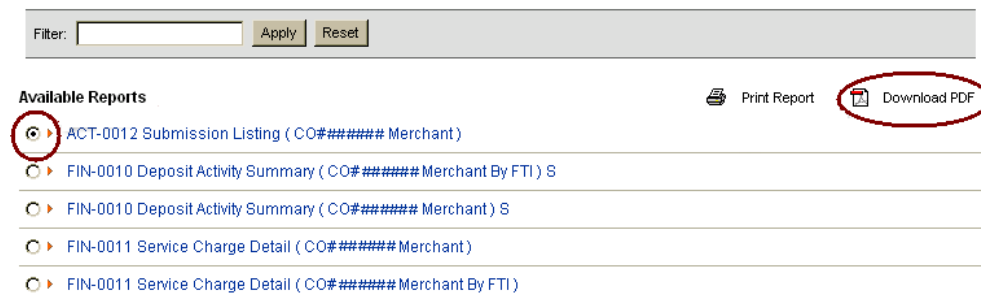 Filter: Apply Reset
Available Reports Print Report Download PDF
ACT-0012 Submission Listing ( CO###### Merchant )
FIN-0010 Deposit Activity Summary ( CO###### Merchant By FTI ) S
FIN-0010 Deposit Activity Summary ( CO###### Merchant ) S
FIN-0011 Service Charge Detail ( CO###### Merchant )
FIN-0011 Service Charge Detail ( CO###### Merchant By FTI )